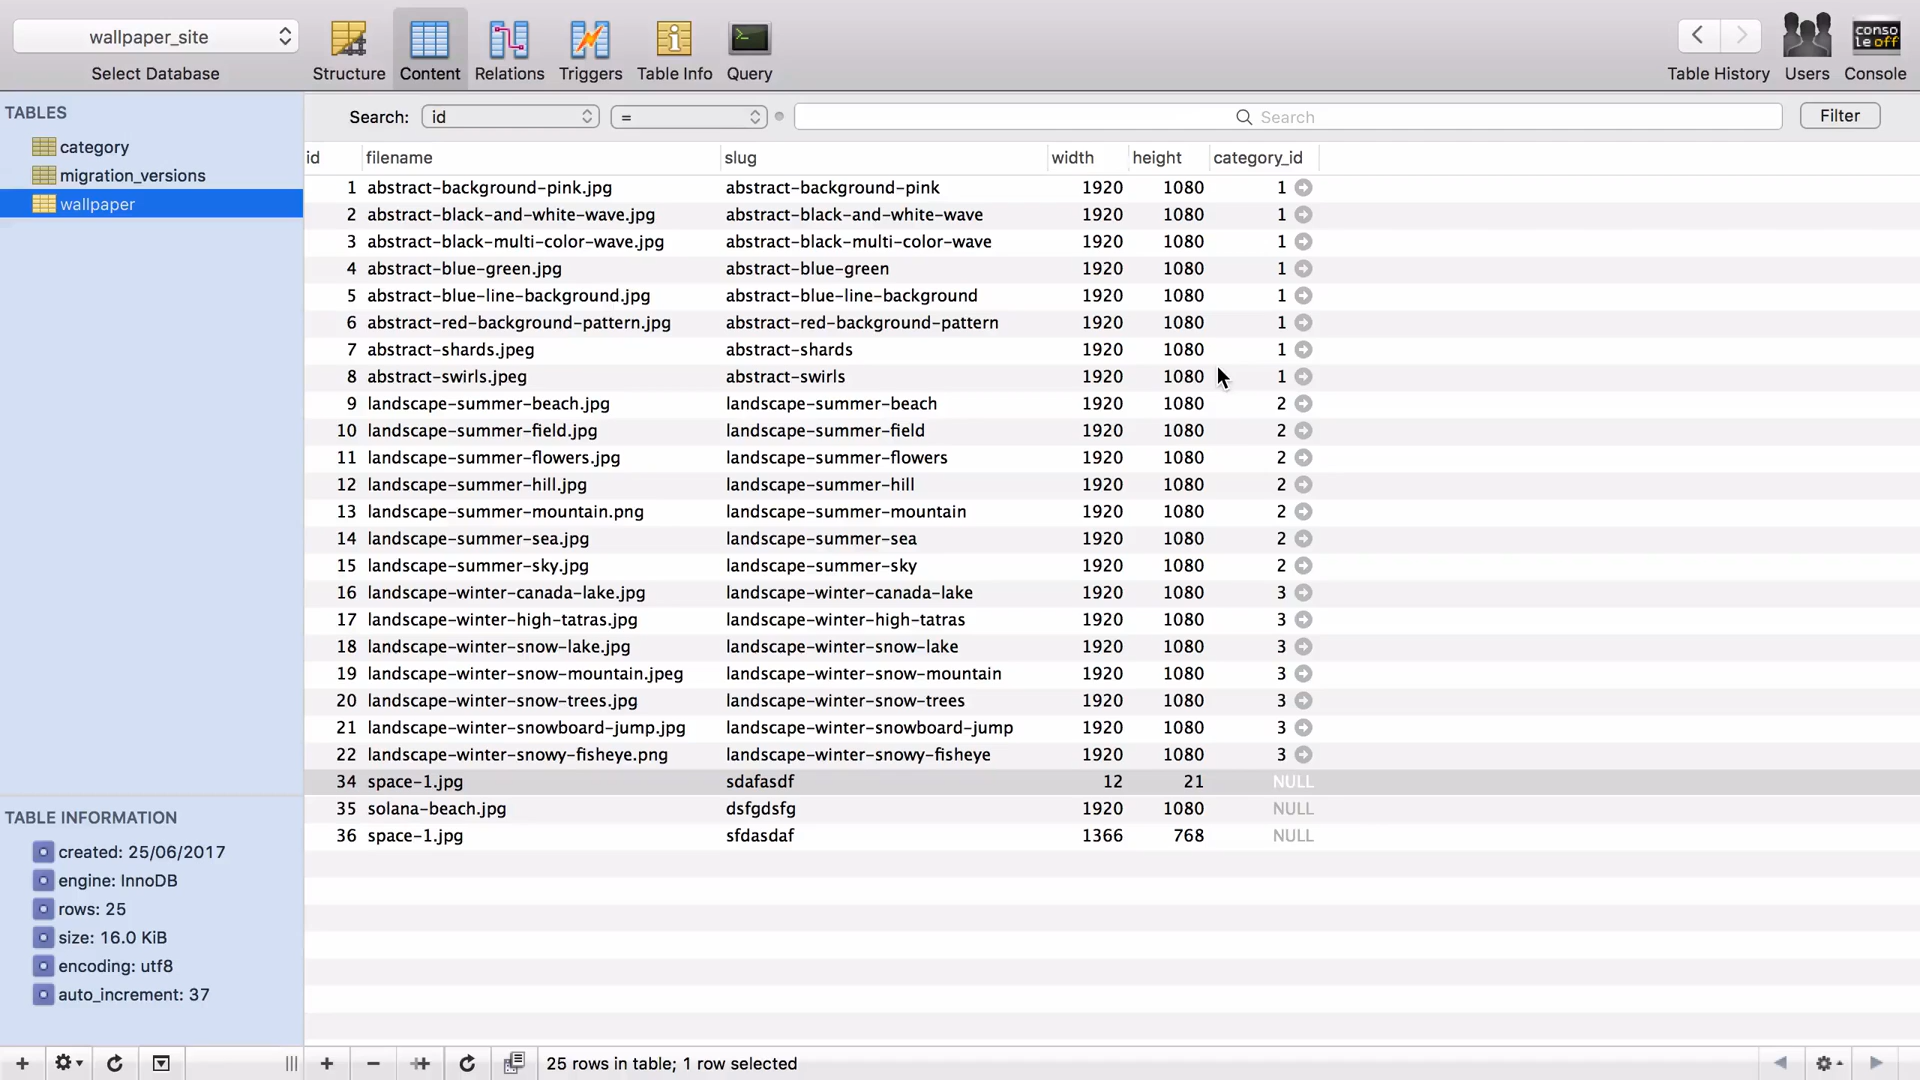 wallpaper_site
Select Database
Structure
Content
Relations
Triggers
Table Info
Query
Table History
Users
conso
le off
Console
TABLES
category
migration_versions
wallpaper
Search: id = Search Filter
id filename slug width height category_id
1 abstract-background-pink.jpg abstract-background-pink 1920 1080 1
2 abstract-black-and-white-wave.jpg abstract-black-and-white-wave 1920 1080 1
3 abstract-black-multi-color-wave.jpg abstract-black-multi-color-wave 1920 1080 1
4 abstract-blue-green.jpg abstract-blue-green 1920 1080 1
5 abstract-blue-line-background.jpg abstract-blue-line-background 1920 1080 1
6 abstract-red-background-pattern.jpg abstract-red-background-pattern 1920 1080 1
7 abstract-shards.jpeg abstract-shards 1920 1080 1
8 abstract-swirls.jpeg abstract-swirls 1920 1080 1
9 landscape-summer-beach.jpg landscape-summer-beach 1920 1080 2
10 landscape-summer-field.jpg landscape-summer-field 1920 1080 2
11 landscape-summer-flowers.jpg landscape-summer-flowers 1920 1080 2
12 landscape-summer-hill.jpg landscape-summer-hill 1920 1080 2
13 landscape-summer-mountain.png landscape-summer-mountain 1920 1080 2
14 landscape-summer-sea.jpg landscape-summer-sea 1920 1080 2
15 landscape-summer-sky.jpg landscape-summer-sky 1920 1080 2
16 landscape-winter-canada-lake.jpg landscape-winter-canada-lake 1920 1080 3
17 landscape-winter-high-tatras.jpg landscape-winter-high-tatras 1920 1080 3
18 landscape-winter-snow-lake.jpg landscape-winter-snow-lake 1920 1080 3
19 landscape-winter-snow-mountain.jpeg landscape-winter-snow-mountain 1920 1080 3
20 landscape-winter-snow-trees.jpg landscape-winter-snow-trees 1920 1080 3
21 landscape-winter-snowboard-jump.jpg landscape-winter-snowboard-jump 1920 1080 3
22 landscape-winter-snowy-fisheye.png landscape-winter-snowy-fisheye 1920 1080 3
34 space-1.jpg sdafasdf 12 21 NULL
35 solana-beach.jpg dsfgdsfg 1920 1080 NULL
36 space-1.jpg sfdasdaf 1366 768 NULL
TABLE INFORMATION
created: 25/06/2017
engine: InnoDB
rows: 25
size: 16.0 KiB
encoding: utf8
auto_increment: 37
25 rows in table; 1 row selected